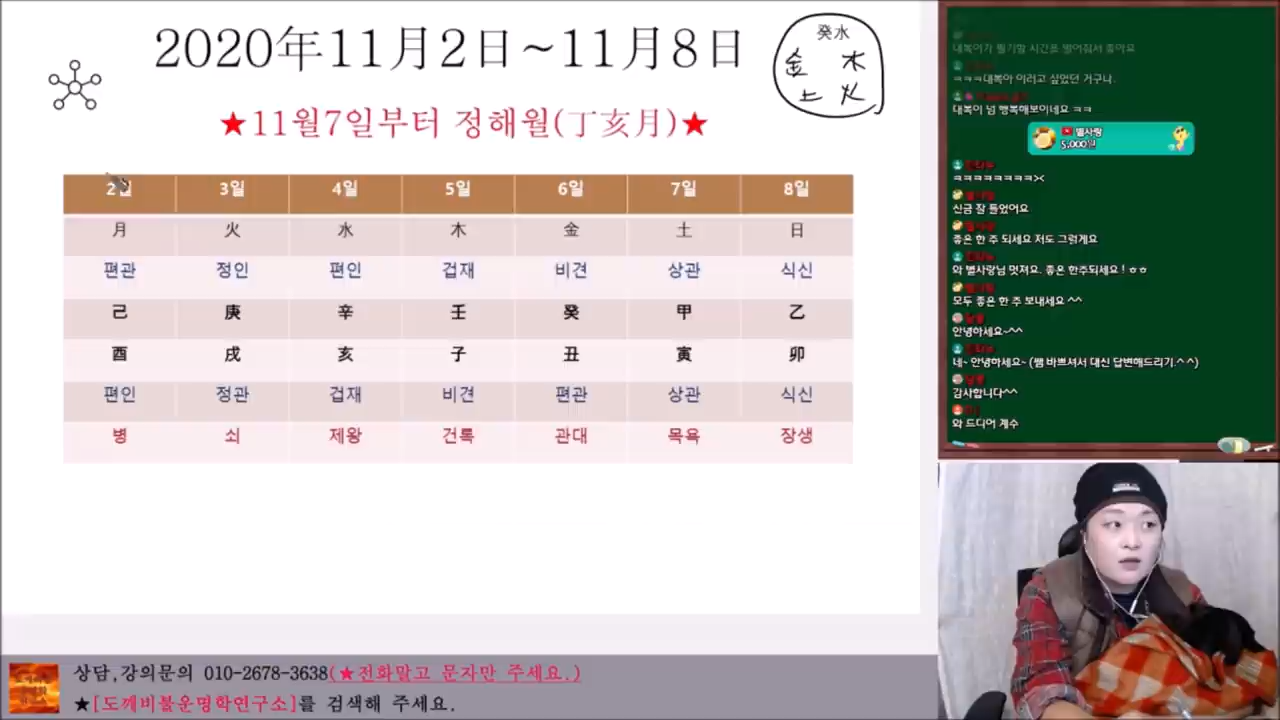 2020年11月2日~11月8日
癸水
金 木
土 火
★11월7일부터 정해월(丁亥月)★
2일 3일 4일 5일 6일 7일 8일
月 火 水 木 金 土 日
편관 정인 편인 겁재 비견 상관 식신
己 庚 辛 壬 癸 甲 乙
酉 戌 亥 子 丑 寅 卯
편인 정관 겁재 비견 편관 상관 식신
병 쇠 제왕 건록 관대 목욕 장생
상담,강의문의 010-2678-3638(★전화말고 문자만 주세요.)
★[도깨비불운명학연구소]를 검색해 주세요.
대복이가 필기할 시간도 벌어줘서 좋아요
ㅋㅋㅋ대복아 이러고 싶었던 거구나.
대복이 넘 행복해보이네요 ㅋㅋ
별사랑
5,000원
ㅋㅋㅋㅋㅋㅋㅋㅋ><
신금 잘 들었어요
좋은 한 주 되세요 저도 그럴게요
와 별사랑님 멋져요. 좋은 한주되세요 ! ㅎㅎ
모두 좋은 한 주 보내세요 ^^
안녕하세요~^^
네~ 안녕하세요~ (쌤 바쁘셔서 대신 답변해드리기.^ ^)
감사합니다^^
와 드디어 계수